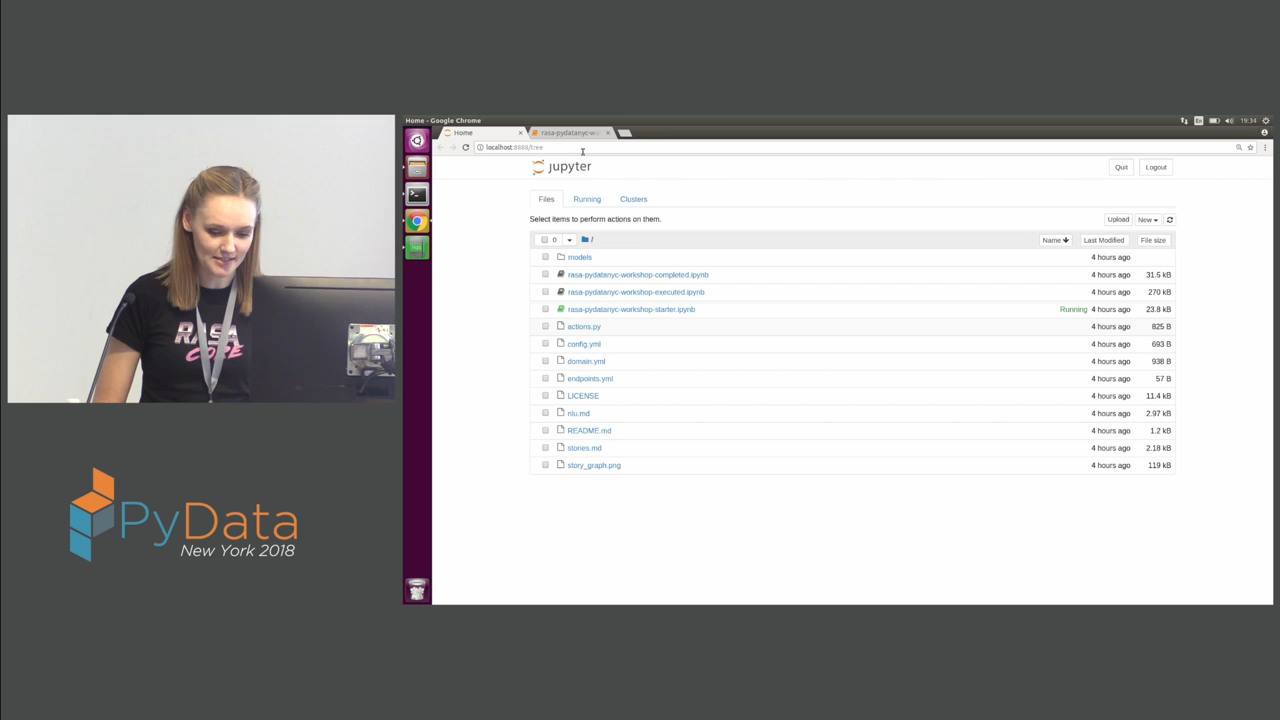 RASA
CORE
PyData
New York 2018
Home - Google Chrome
En
19:34
Home
rasa-pydatanyc-wo
localhost:8888/tree
jupyter
Quit
Logout
Files
Running
Clusters
Select items to perform actions on them.
Upload
New
0
/
Name
Last Modified
File size
models
4 hours ago
rasa-pydatanyc-workshop-completed.ipynb
4 hours ago
31.5 kB
rasa-pydatanyc-workshop-executed.ipynb
4 hours ago
270 kB
rasa-pydatanyc-workshop-starter.ipynb
Running
4 hours ago
23.8 kB
actions.py
4 hours ago
825 B
config.yml
4 hours ago
693 B
domain.yml
4 hours ago
938 B
endpoints.yml
4 hours ago
57 B
LICENSE
4 hours ago
11.4 kB
nlu.md
4 hours ago
2.97 kB
README.md
4 hours ago
1.2 kB
stories.md
4 hours ago
2.18 kB
story_graph.png
4 hours ago
119 kB